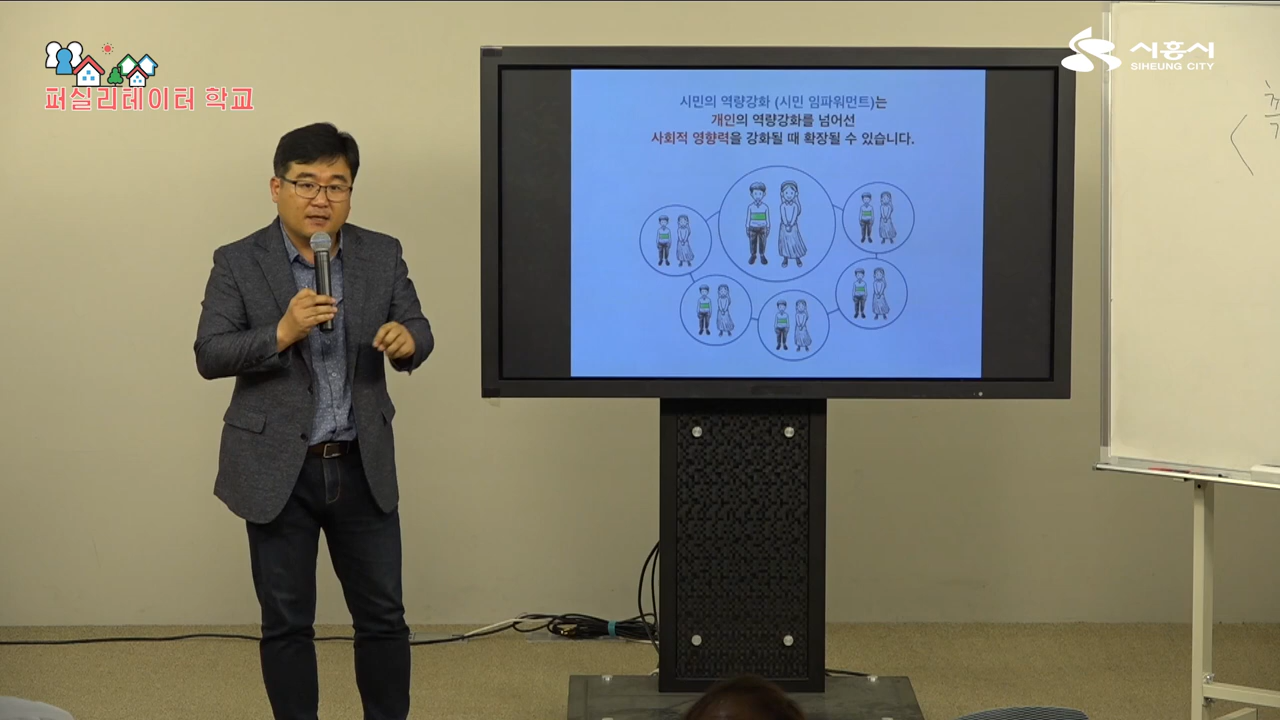 퍼실리테이터 학교
시흥시
SIHEUNG CITY
시민의 역량강화 (시민 임파워먼트)는
개인의 역량강화를 넘어선
사회적 영향력을 강화될 때 확장될 수 있습니다.